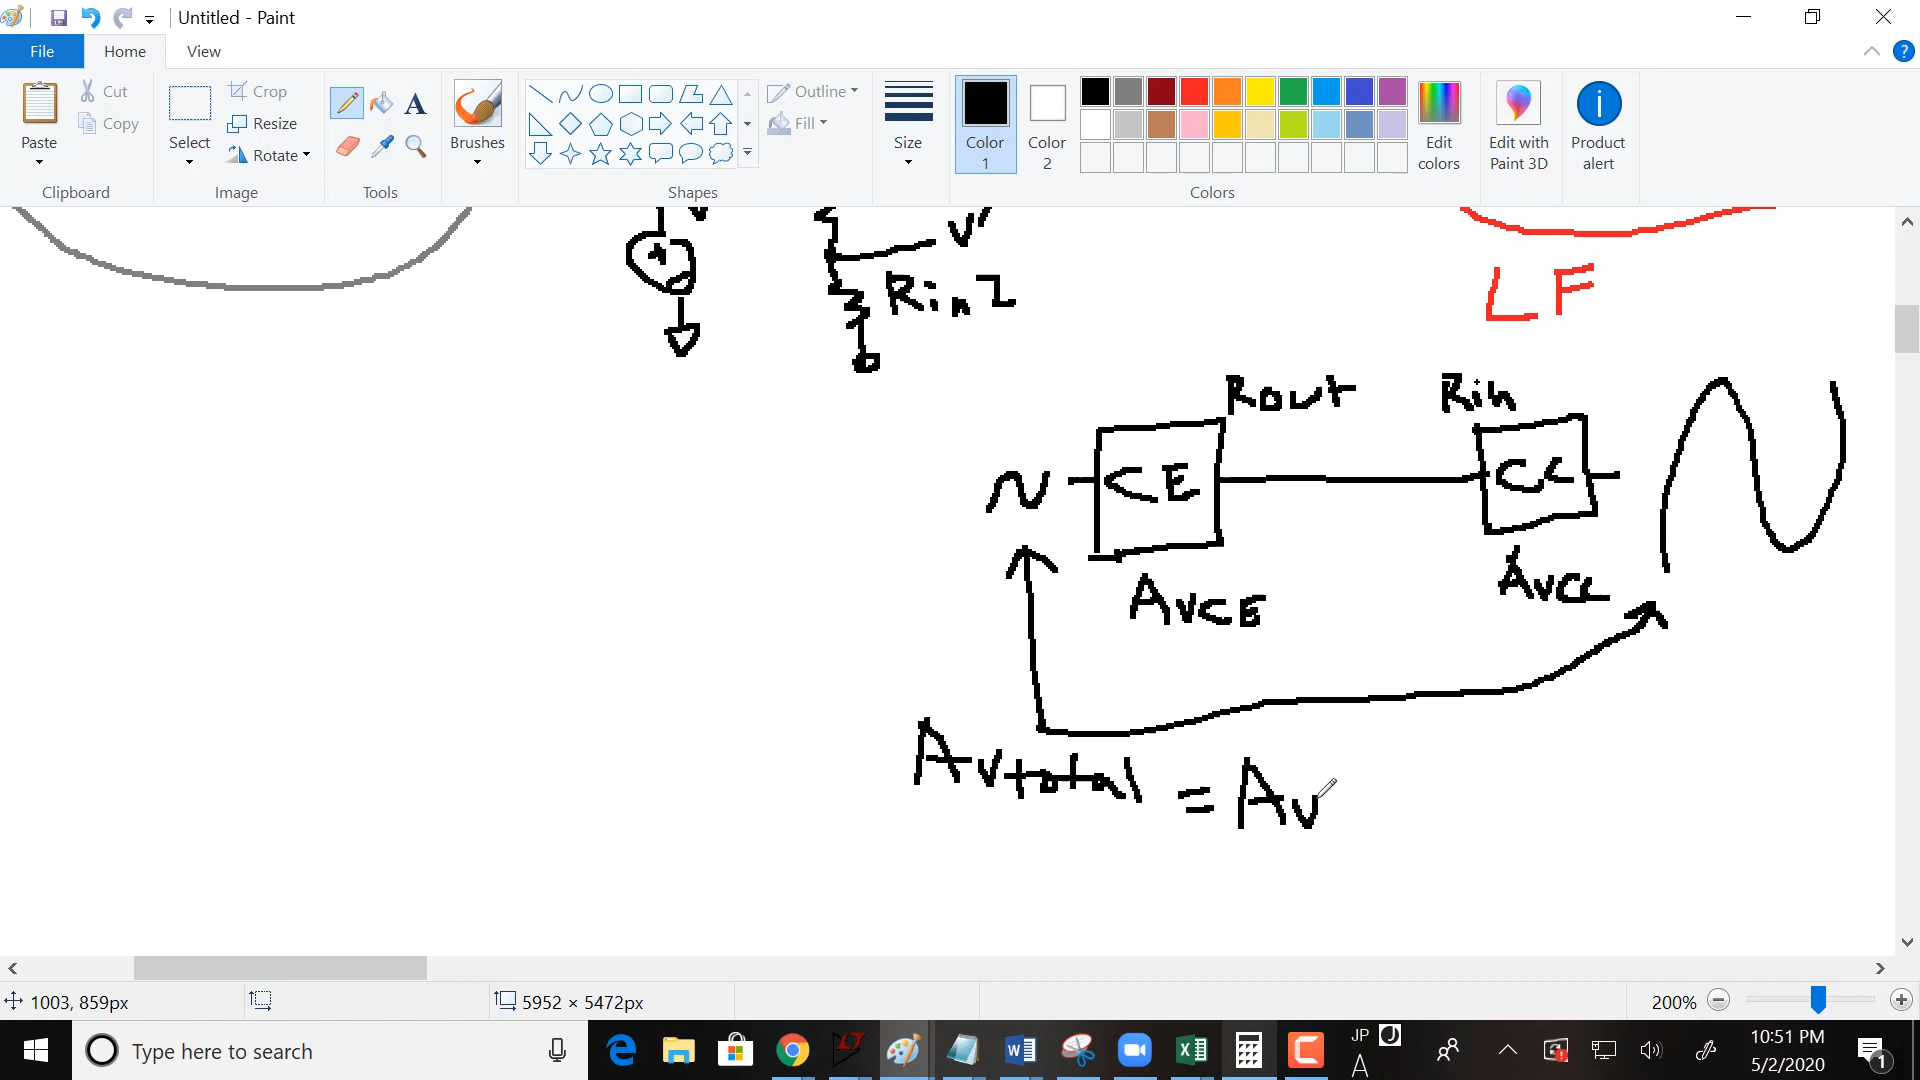 Untitled - Paint
File Home View
Paste
Cut
Copy
Clipboard
Select
Crop
Resize
Rotate
Image
A
Tools
Brushes
Shapes
Outline
Fill
Size
Color 1
Color 2
Colors
Edit colors
Edit with Paint 3D
Product alert
V'
Rin2
LF
Rout
Rin
CE
CC
AVCE
AVCC
Avtotal = Av
1003, 859px
5952 × 5472px
200%
Type here to search
JP
A
10:51 PM
5/2/2020
1